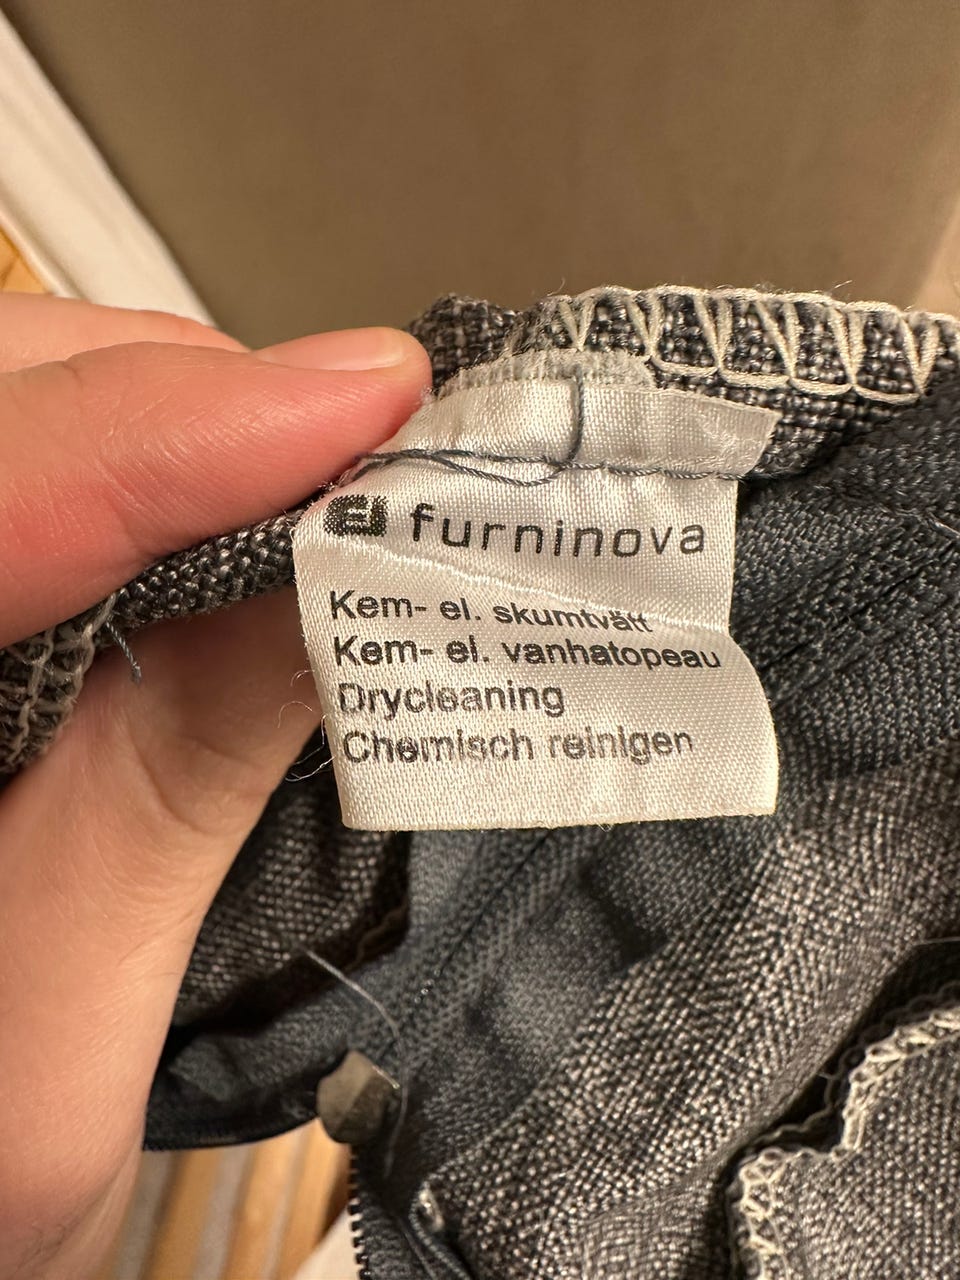 furninova
Kem- el. skumtvätt
Kem- el. vanhatopeau
Drycleaning
Chemisch reinigen